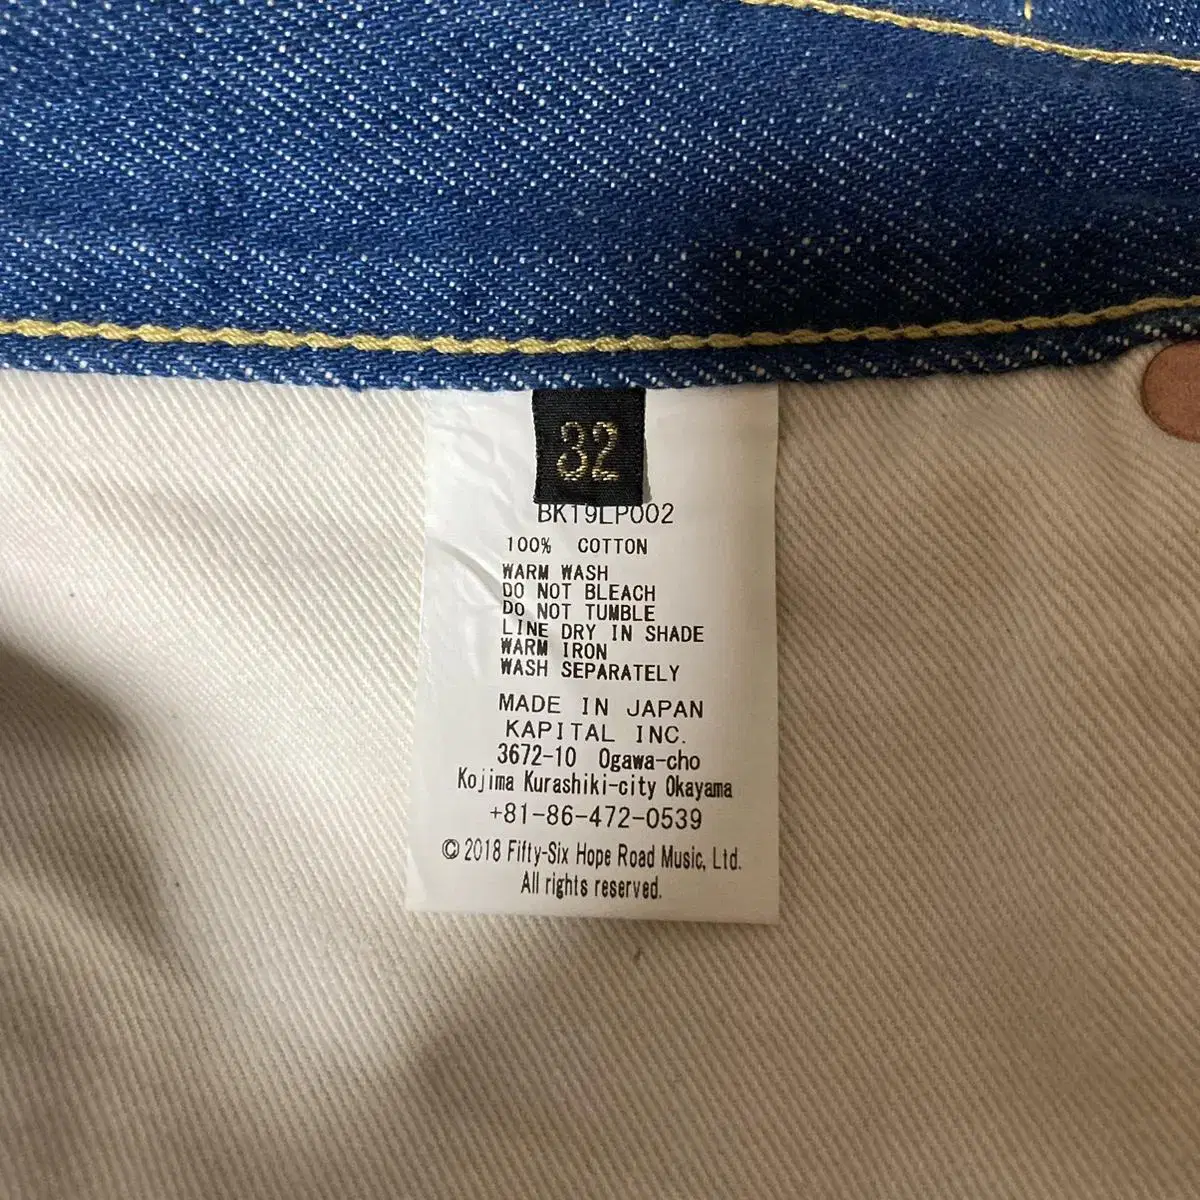 32
BK19LP002
100% COTTON
WARM WASH
DO NOT BLEACH
DO NOT TUMBLE
LINE DRY IN SHADE
WARM IRON
WASH SEPARATELY
MADE IN JAPAN
KAPITAL INC.
3672-10 Ogawa-cho
Kojima Kurashiki-city Okayama
+81-86-472-0539
© 2018 Fifty-Six Hope Road Music, Ltd.
All rights reserved.